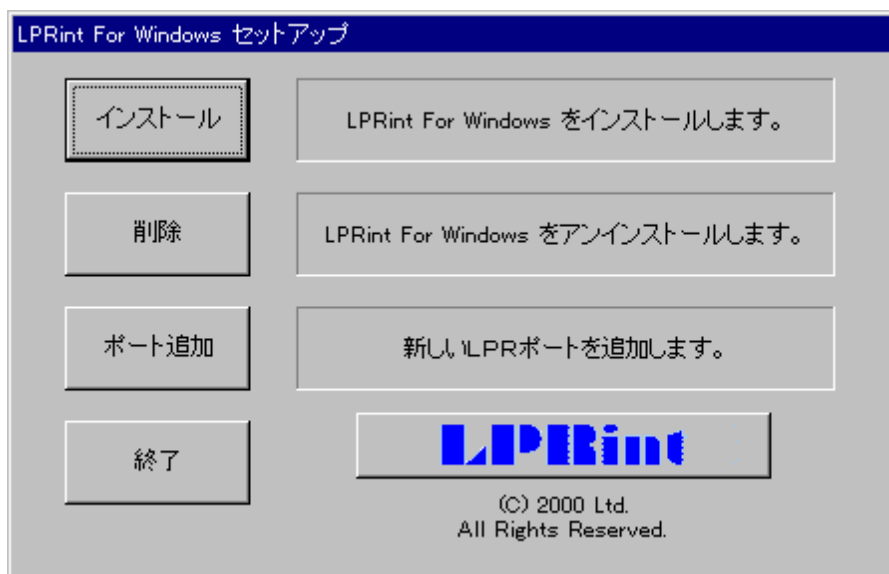 LPRint For Windows セットアップ
インストール
LPRint For Windows をインストールします。
削除
LPRint For Windows をアンインストールします。
ポート追加
新しいLPRポートを追加します。
終了
LPRint
(C) 2000 Ltd.
All Rights Reserved.